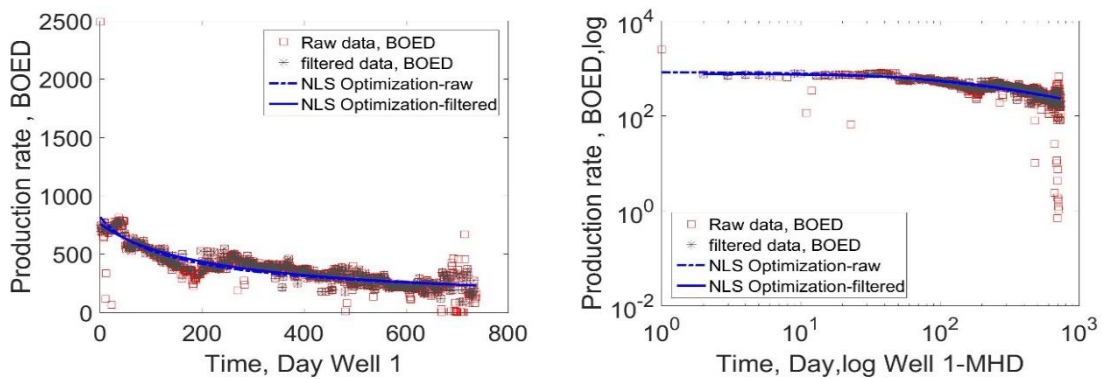 2500
2000
1500
1000
500
0
Production rate , BOED
Raw data, BOED
filtered data, BOED
NLS Optimization-raw
NLS Optimization-filtered
0 200 400 600 800
Time, Day Well 1
10^4
10^2
10^0
10^-2
Production rate , BOED,log
Raw data, BOED
filtered data, BOED
NLS Optimization-raw
NLS Optimization-filtered
10^0 10^1 10^2 10^3
Time, Day,log Well 1-MHD